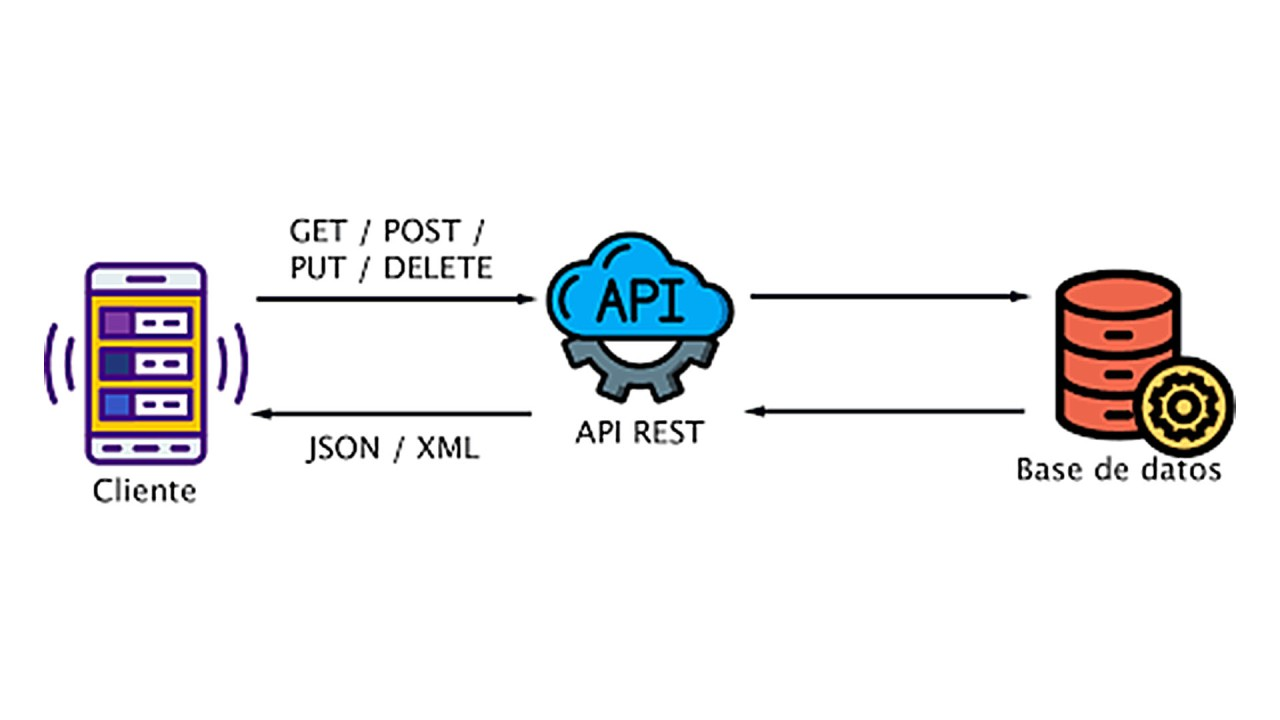 GET / POST /
PUT / DELETE
API
JSON / XML
API REST
Cliente
Base de datos